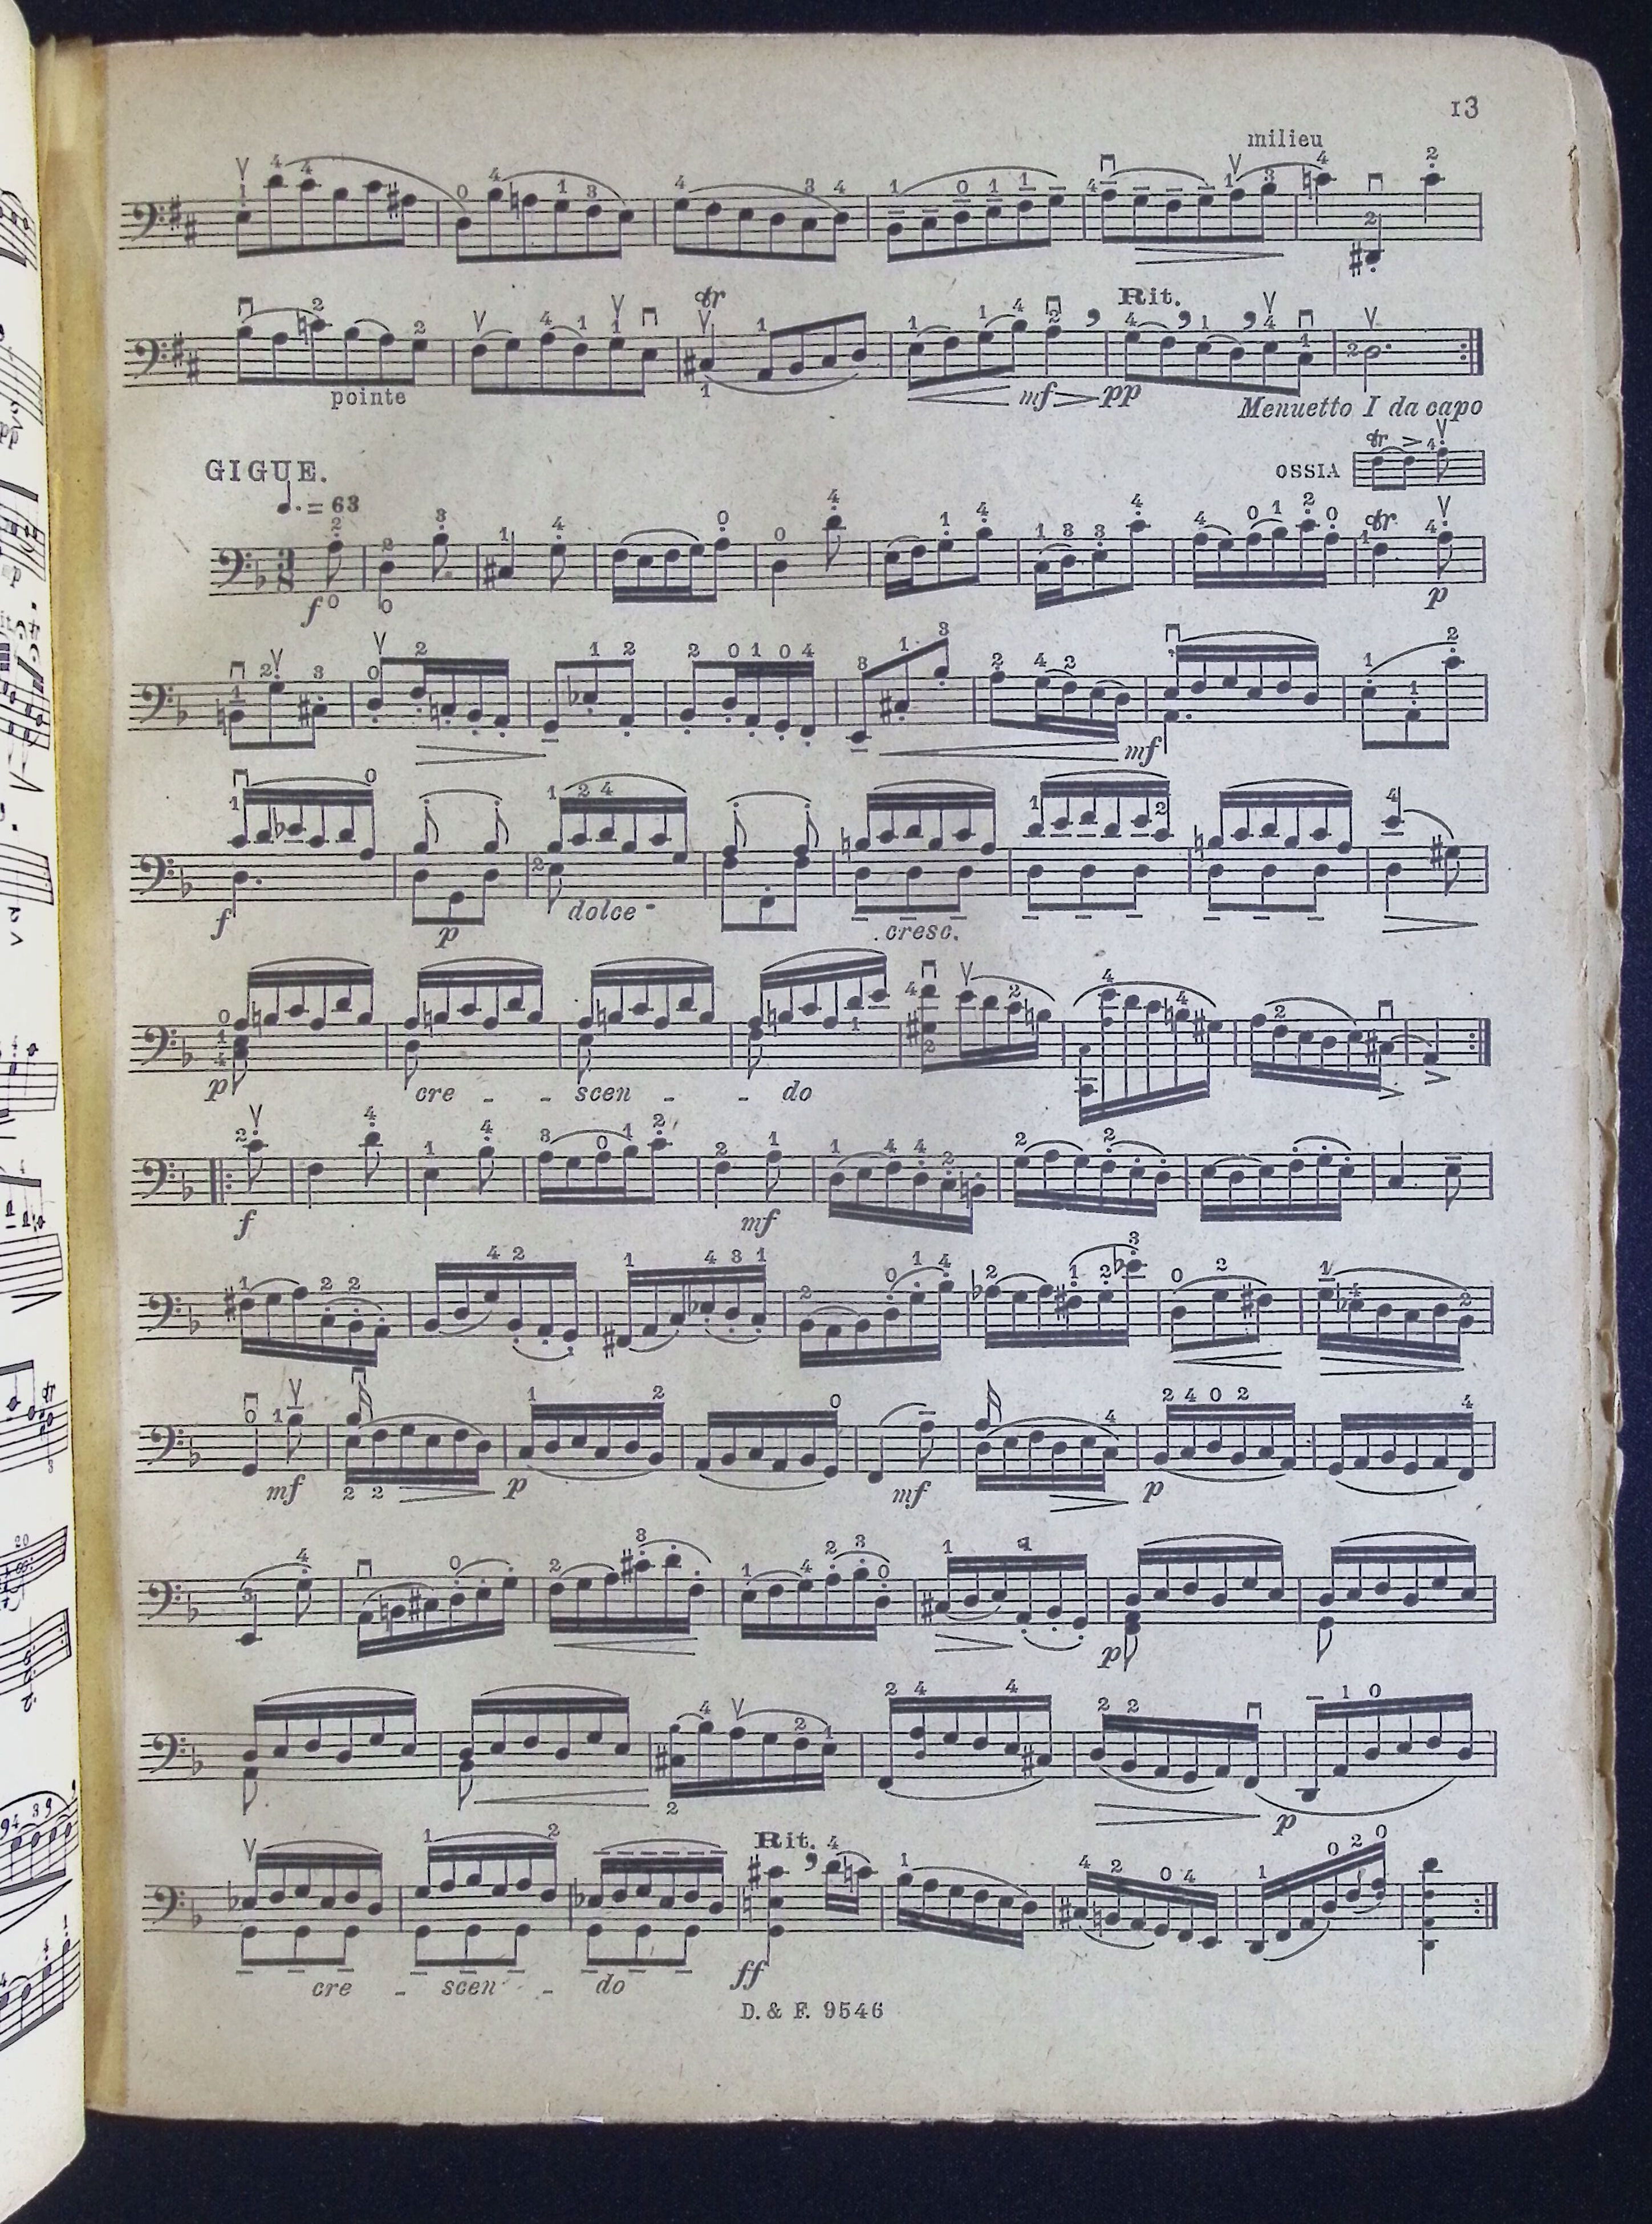 13
milieu
pointe
Rit.
mf pp
Menuetto I da capo
GIGUE.
OSSIA
♩. = 63
f
p
mf
f
p
dolce
cresc.
p
cre - - scen - - do
f
mf
mf
p
mf
p
p
p
Rit.
cre - scen - do
ff
D. & F. 9546